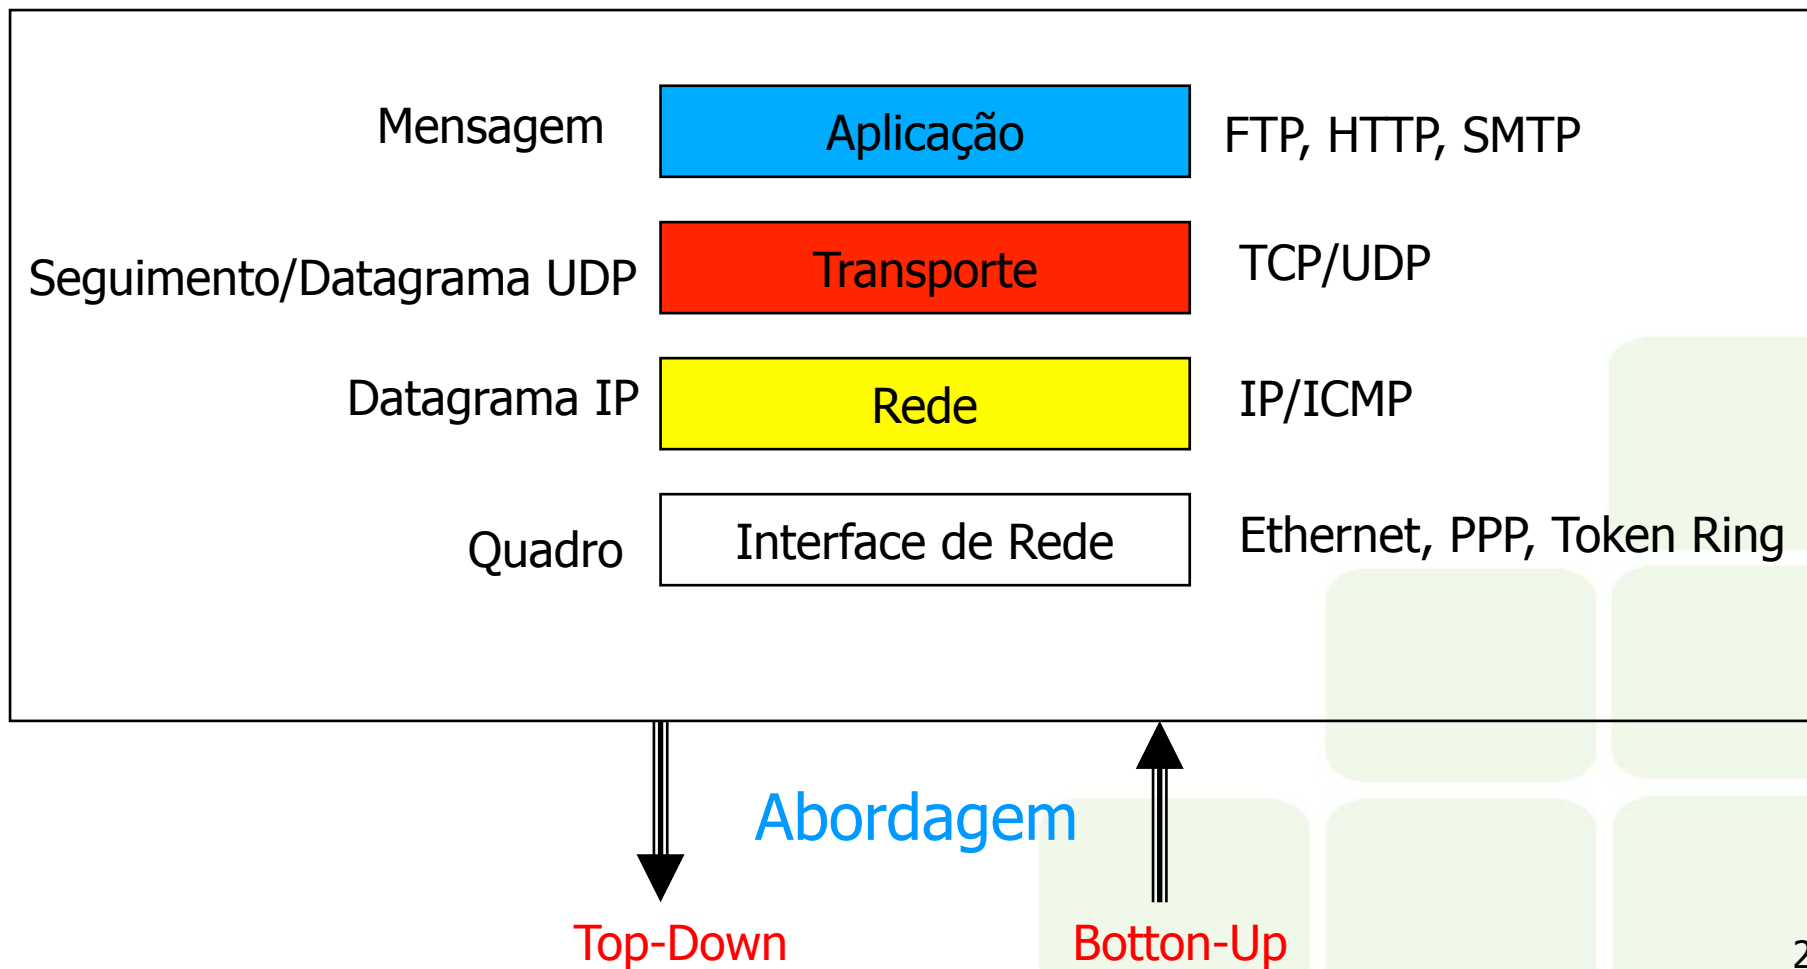 Mensagem Aplicação FTP, HTTP, SMTP
Seguimento/Datagrama UDP Transporte TCP/UDP
Datagrama IP Rede IP/ICMP
Quadro Interface de Rede Ethernet, PPP, Token Ring
Abordagem
Top-Down Botton-Up
2